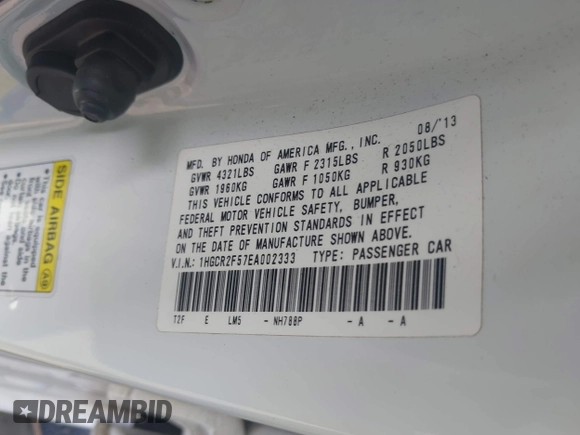 08/'13
MFD. BY HONDA OF AMERICA MFG., INC.
GVWR 4321LBS GAWR F 2315LBS R 2050LBS
GVWR 1960KG GAWR F 1050KG R 930KG
THIS VEHICLE CONFORMS TO ALL APPLICABLE
FEDERAL MOTOR VEHICLE SAFETY, BUMPER,
AND THEFT PREVENTION STANDARDS IN EFFECT
ON THE DATE OF MANUFACTURE SHOWN ABOVE.
V.I.N.: 1HGCR2F57EA002333 TYPE: PASSENGER CAR
T2F E LM5 - NH788P - A - A
SIDE AIRBAG
DREAMBID